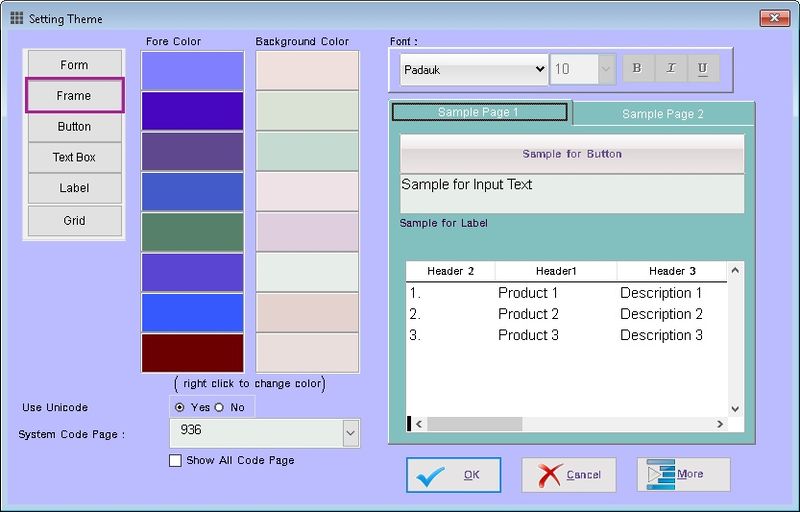 Setting Theme
Fore Color
Background Color
Font :
Form
Frame
Button
Text Box
Label
Grid
Padauk
10
B
I
U
Sample Page 1
Sample Page 2
Sample for Button
Sample for Input Text
Sample for Label
Header 2 Header1 Header 3
1. Product 1 Description 1
2. Product 2 Description 2
3. Product 3 Description 3
( right click to change color)
Use Unicode
Yes
No
System Code Page :
936
Show All Code Page
OK
Cancel
More